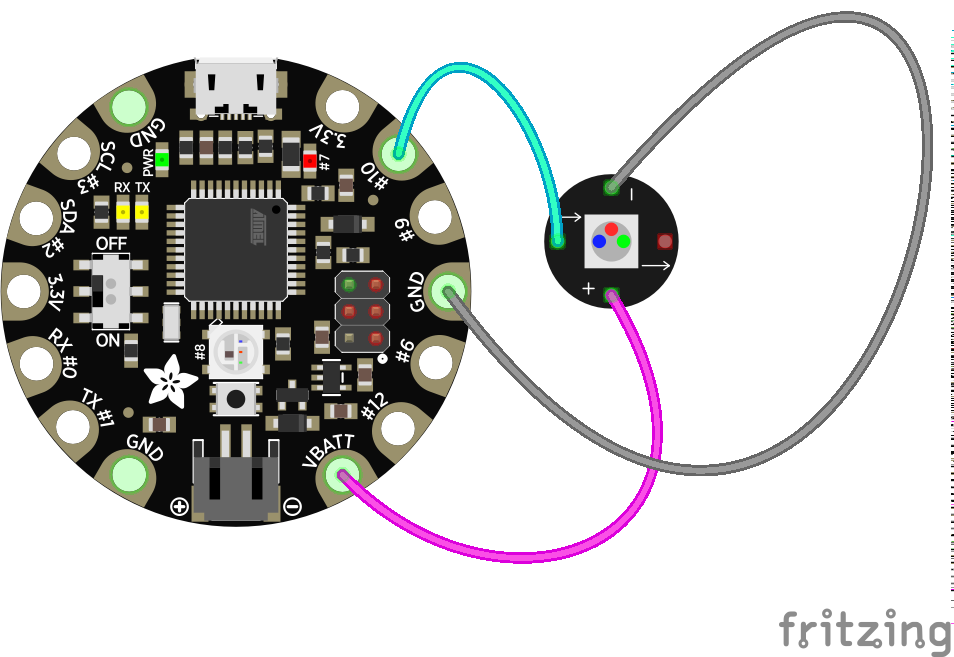 GND
3.3V
SCL #3
PWR
#7
#10
RX TX
SDA #2
#9
OFF
3.3V
GND
ON
RX #0
#8
#6
TX #1
#12
GND
VBATT
+
-
Atmel
-
+
fritzing